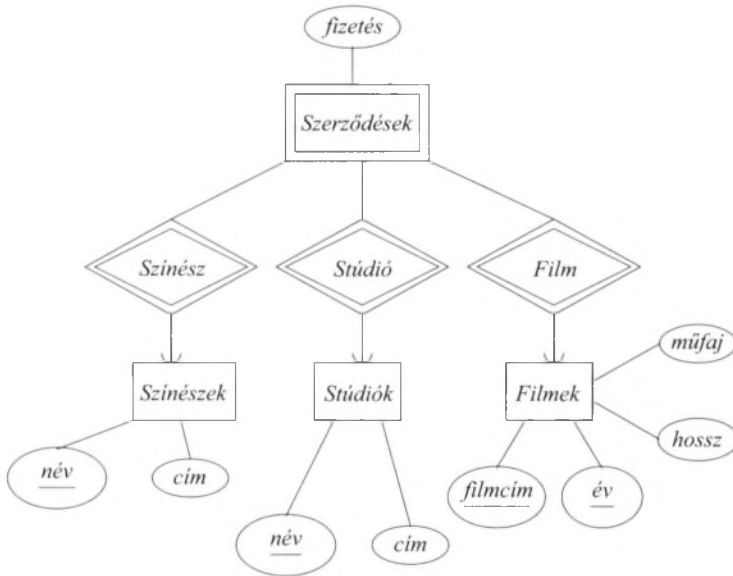 fizetés
Szerződések
Színész
Stúdió
Film
műfaj
Színészek
Stúdiók
Filmek
hossz
név
cím
filmcím
év
név
cím